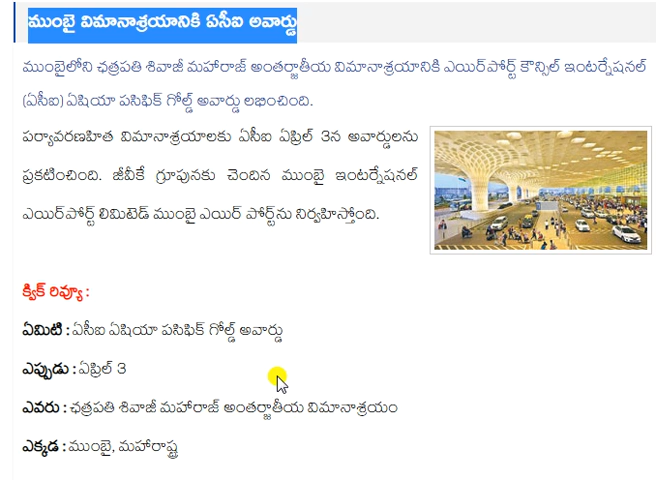 ముంబై విమానాశ్రయానికి ఏసీఐ అవార్డు
ముంబైలోని ఛత్రపతి శివాజీ మహారాజ్ అంతర్జాతీయ విమానాశ్రయానికి ఎయిర్‌పోర్ట్ కౌన్సిల్ ఇంటర్నేషనల్
(ఏసీఐ) ఏషియా పసిఫిక్ గోల్డ్ అవార్డు లభించింది.
పర్యావరణహిత విమానాశ్రయాలకు ఏసీఐ ఏప్రిల్ 3న అవార్డులను
ప్రకటించింది. జీవీకే గ్రూపునకు చెందిన ముంబై ఇంటర్నేషనల్
ఎయిర్‌పోర్ట్ లిమిటెడ్ ముంబై ఎయిర్ పోర్ట్‌ను నిర్వహిస్తోంది.
క్విక్ రివ్యూ :
ఏమిటి : ఏసీఐ ఏషియా పసిఫిక్ గోల్డ్ అవార్డు
ఎప్పుడు : ఏప్రిల్ 3
ఎవరు : ఛత్రపతి శివాజీ మహారాజ్ అంతర్జాతీయ విమానాశ్రయం
ఎక్కడ : ముంబై, మహారాష్ట్ర